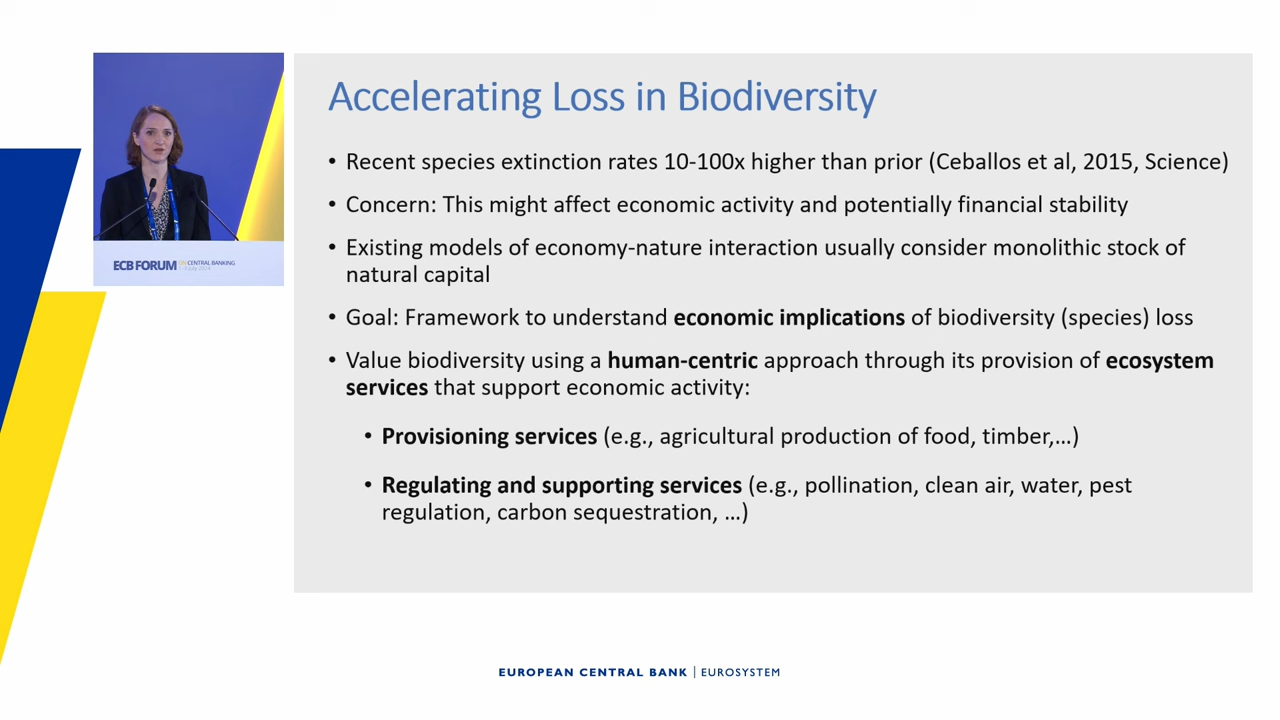 Accelerating Loss in Biodiversity
• Recent species extinction rates 10-100x higher than prior (Ceballos et al, 2015, Science)
• Concern: This might affect economic activity and potentially financial stability
• Existing models of economy-nature interaction usually consider monolithic stock of
natural capital
• Goal: Framework to understand economic implications of biodiversity (species) loss
• Value biodiversity using a human-centric approach through its provision of ecosystem
services that support economic activity:
• Provisioning services (e.g., agricultural production of food, timber,...)
• Regulating and supporting services (e.g., pollination, clean air, water, pest
regulation, carbon sequestration, ...)
ECB FORUM ON CENTRAL BANKING
EUROPEAN CENTRAL BANK | EUROSYSTEM